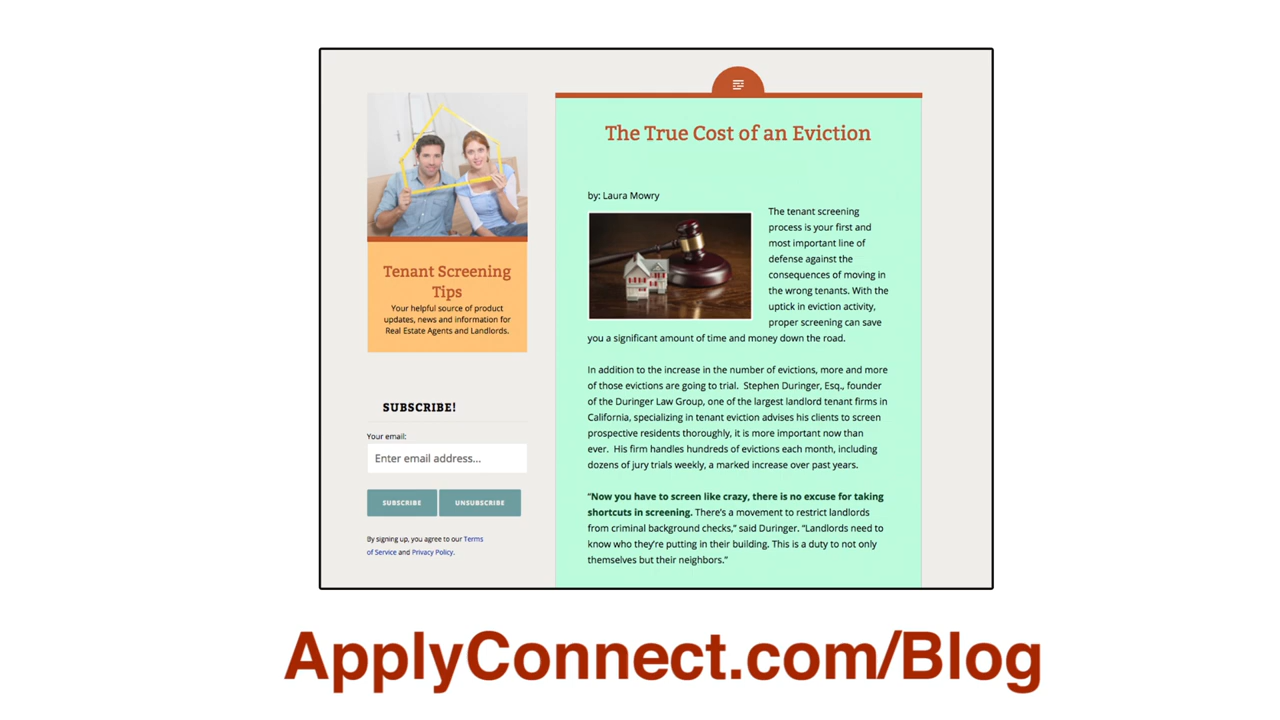 Tenant Screening
Tips
Your helpful source of product
updates, news and information for
Real Estate Agents and Landlords.
SUBSCRIBE!
Your email:
Enter email address...
SUBSCRIBE
UNSUBSCRIBE
By signing up, you agree to our Terms
of Service and Privacy Policy.
The True Cost of an Eviction
by: Laura Mowry
The tenant screening
process is your first and
most important line of
defense against the
consequences of moving in
the wrong tenants. With the
uptick in eviction activity,
proper screening can save
you a significant amount of time and money down the road.
In addition to the increase in the number of evictions, more and more
of those evictions are going to trial.  Stephen Duringer, Esq., founder
of the Duringer Law Group, one of the largest landlord tenant firms in
California, specializing in tenant eviction advises his clients to screen
prospective residents thoroughly, it is more important now than
ever.  His firm handles hundreds of evictions each month, including
dozens of jury trials weekly, a marked increase over past years.
“Now you have to screen like crazy, there is no excuse for taking
shortcuts in screening. There’s a movement to restrict landlords
from criminal background checks,” said Duringer. “Landlords need to
know who they’re putting in their building. This is a duty to not only
themselves but their neighbors.”
ApplyConnect.com/Blog